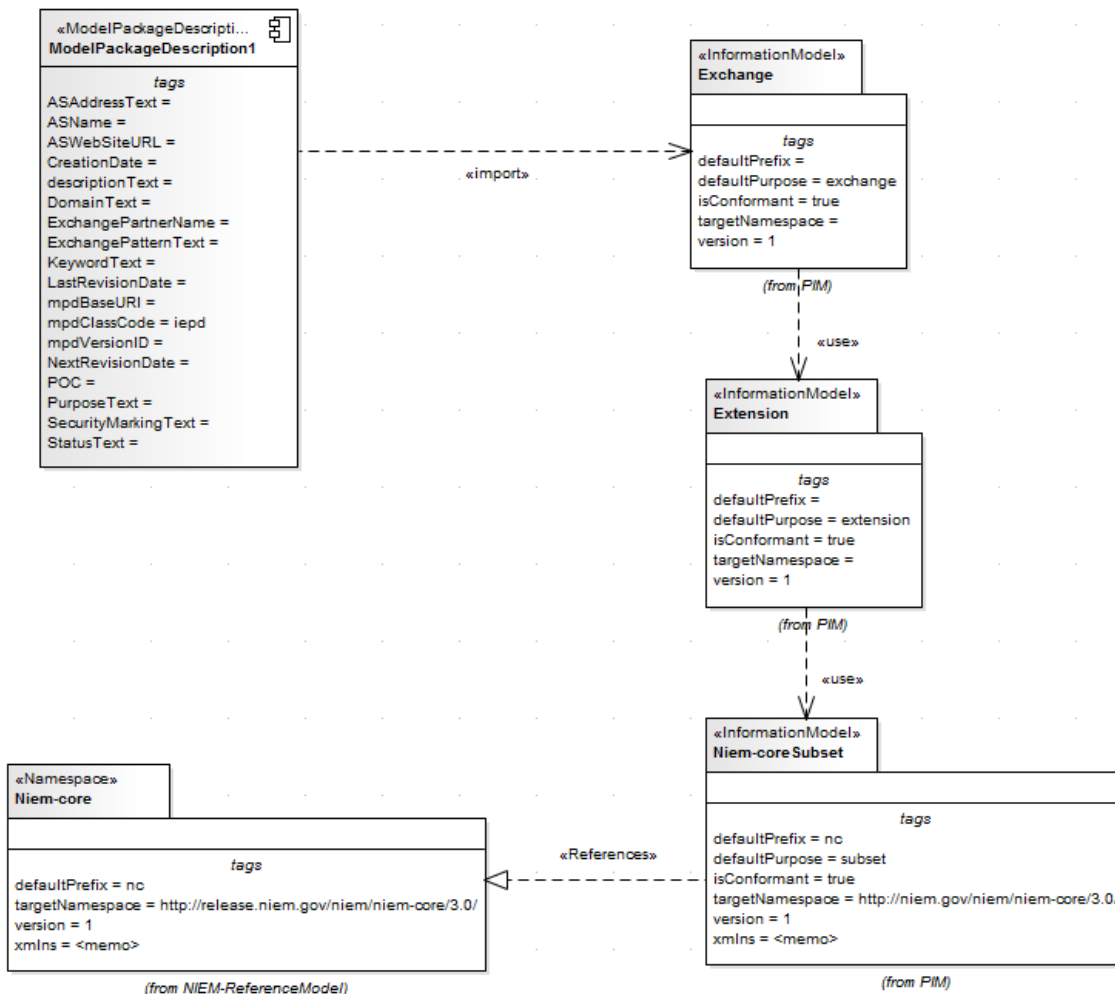 «ModelPackageDescripti...
ModelPackageDescription1
tags
ASAddressText =
ASName =
ASWebSiteURL =
CreationDate =
descriptionText =
DomainText =
ExchangePartnerName =
ExchangePatternText =
KeywordText =
LastRevisionDate =
mpdBaseURI =
mpdClassCode = iepd
mpdVersionID =
NextRevisionDate =
POC =
PurposeText =
SecurityMarkingText =
StatusText =
«import»
«InformationModel»
Exchange
tags
defaultPrefix =
defaultPurpose = exchange
isConformant = true
targetNamespace =
version = 1
(from PIM)
«use»
«InformationModel»
Extension
tags
defaultPrefix =
defaultPurpose = extension
isConformant = true
targetNamespace =
version = 1
(from PIM)
«use»
«InformationModel»
Niem-coreSubset
tags
defaultPrefix = nc
defaultPurpose = subset
isConformant = true
targetNamespace = http://niem.gov/niem/niem-core/3.0/
version = 1
xmlns = <memo>
(from PIM)
«References»
«Namespace»
Niem-core
tags
defaultPrefix = nc
targetNamespace = http://release.niem.gov/niem/niem-core/3.0/
version = 1
xmlns = <memo>
(from NIEM-ReferenceModel)